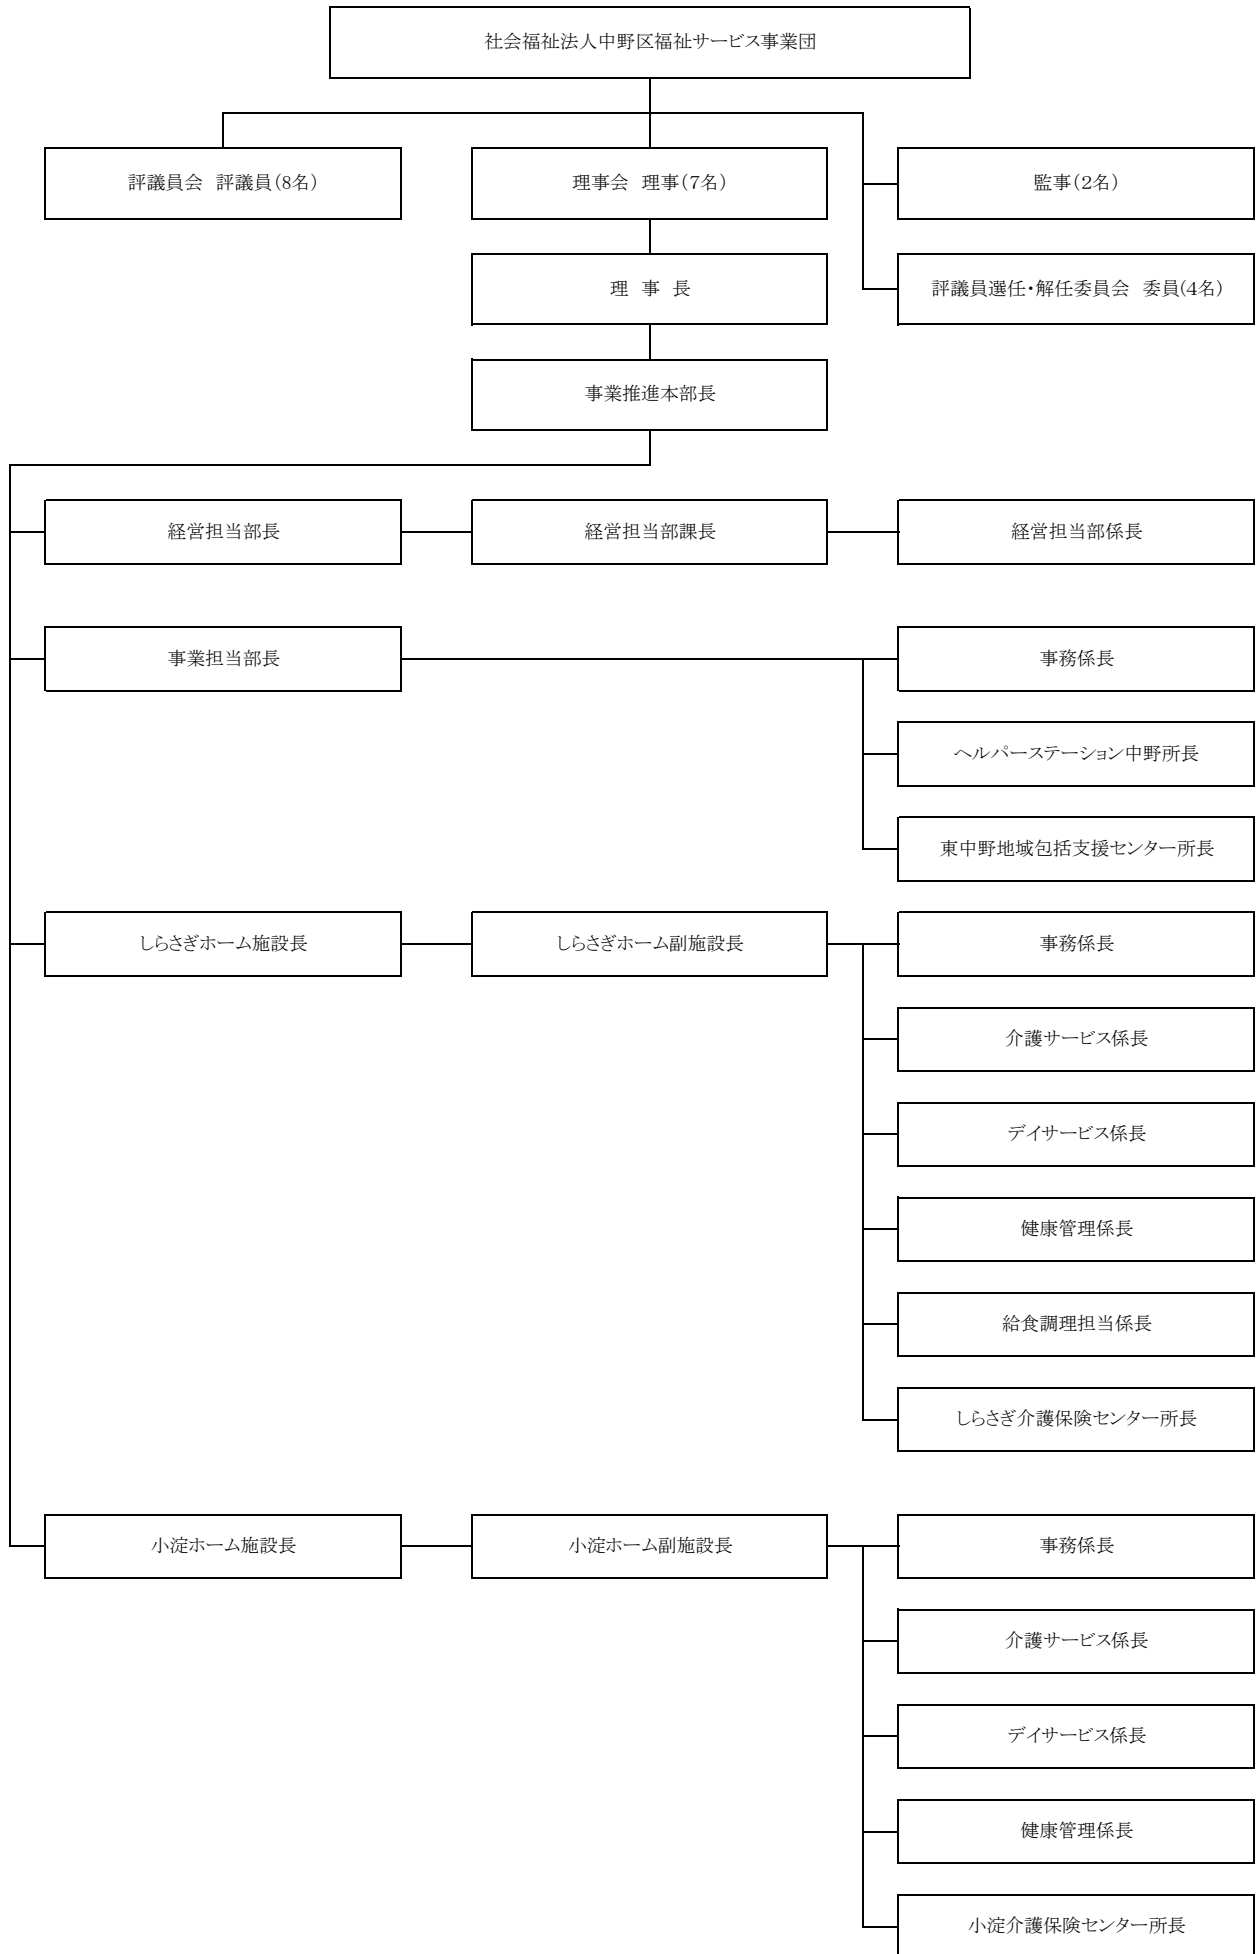 社会福祉法人中野区福祉サービス事業団
評議員会　評議員(8名)
理事会　理事(7名)
監事(2名)
理　事　長
評議員選任・解任委員会　委員(4名)
事業推進本部長
経営担当部長
経営担当部課長
経営担当部係長
事業担当部長
事務係長
ヘルパーステーション中野所長
東中野地域包括支援センター所長
しらさぎホーム施設長
しらさぎホーム副施設長
事務係長
介護サービス係長
デイサービス係長
健康管理係長
給食調理担当係長
しらさぎ介護保険センター所長
小淀ホーム施設長
小淀ホーム副施設長
事務係長
介護サービス係長
デイサービス係長
健康管理係長
小淀介護保険センター所長